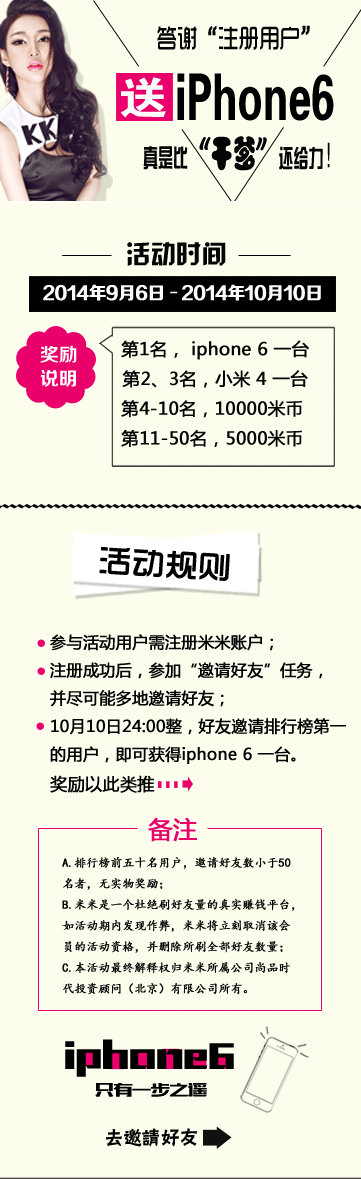 答谢“注册用户”
送iPhone6
真是比“干爹”还给力!
KK
活动时间
2014年9月6日-2014年10月10日
奖励
说明
第1名， iphone 6 一台
第2、3名，小米 4 一台
第4-10名，10000米币
第11-50名，5000米币
活动规则
参与活动用户需注册米米账户；
注册成功后，参加“邀请好友”任务，
并尽可能多地邀请好友；
10月10日24:00整，好友邀请排行榜第一
的用户，即可获得iphone 6 一台。
奖励以此类推
备注
A.排行榜前五十名用户，邀请好友数小于50
名者，无实物奖励；
B.米米是一个杜绝刷好友量的真实赚钱平台，
如活动期内发现作弊，米米将立刻取消该会
员的活动资格，并删除所刷全部好友数量；
C.本活动最终解释权归米米所属公司尚品时
代投资顾问（北京）有限公司所有。
iphone6
只有一步之遥
去邀請好友